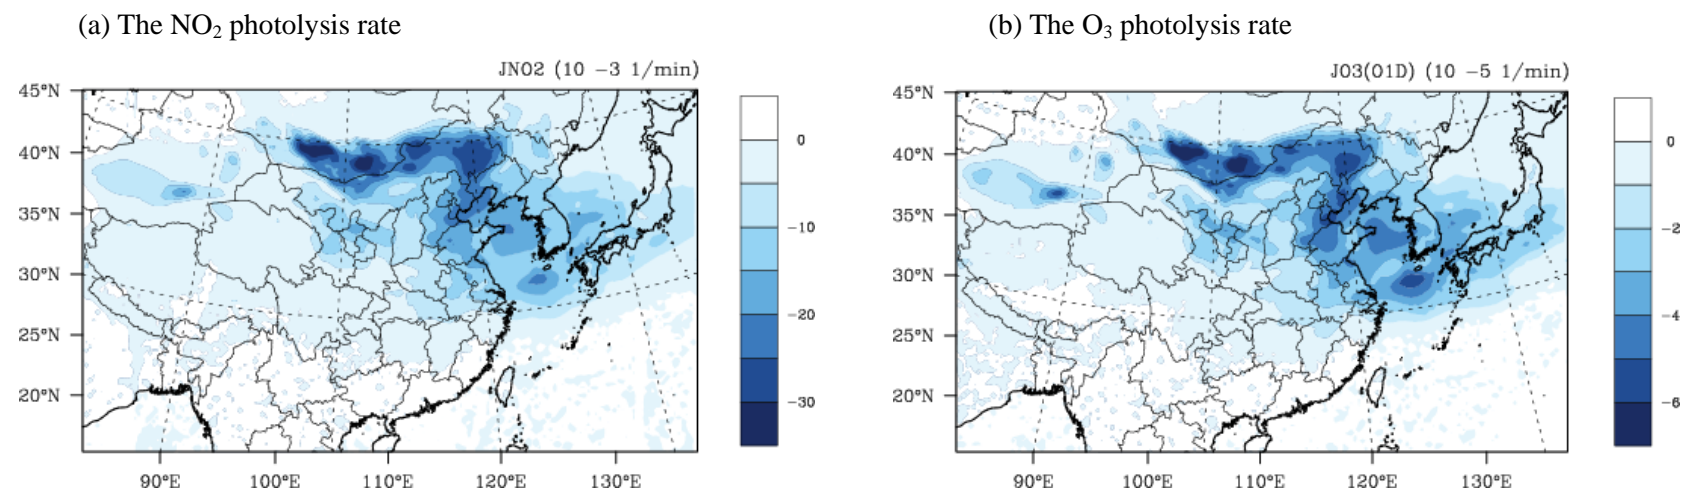 (a) The NO₂ photolysis rate
(b) The O₃ photolysis rate
JNO2 (10 −3 1/min)
45°N
40°N
35°N
30°N
25°N
20°N
90°E 100°E 110°E 120°E 130°E
0
−10
−20
−30
JO3(O1D) (10 −5 1/min)
45°N
40°N
35°N
30°N
25°N
20°N
90°E 100°E 110°E 120°E 130°E
0
−2
−4
−6